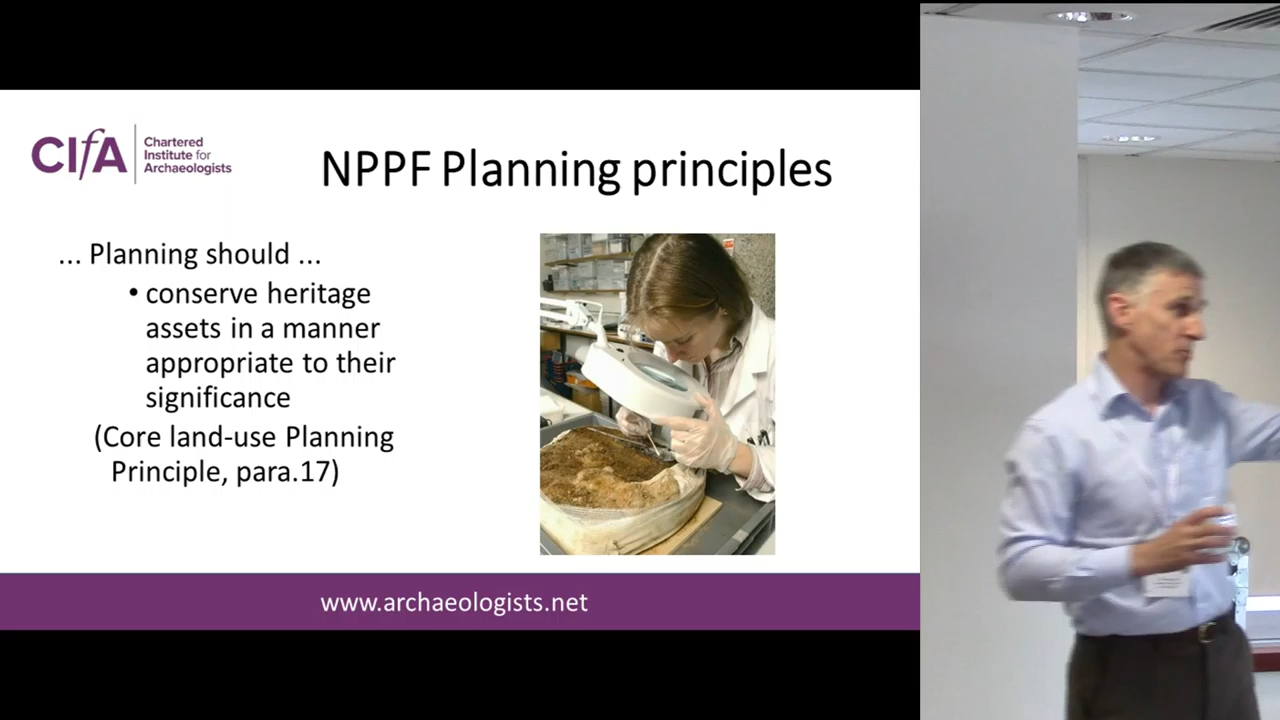 CIfA
Chartered
Institute for
Archaeologists
NPPF Planning principles
... Planning should ...
• conserve heritage
assets in a manner
appropriate to their
significance
(Core land-use Planning
Principle, para.17)
www.archaeologists.net